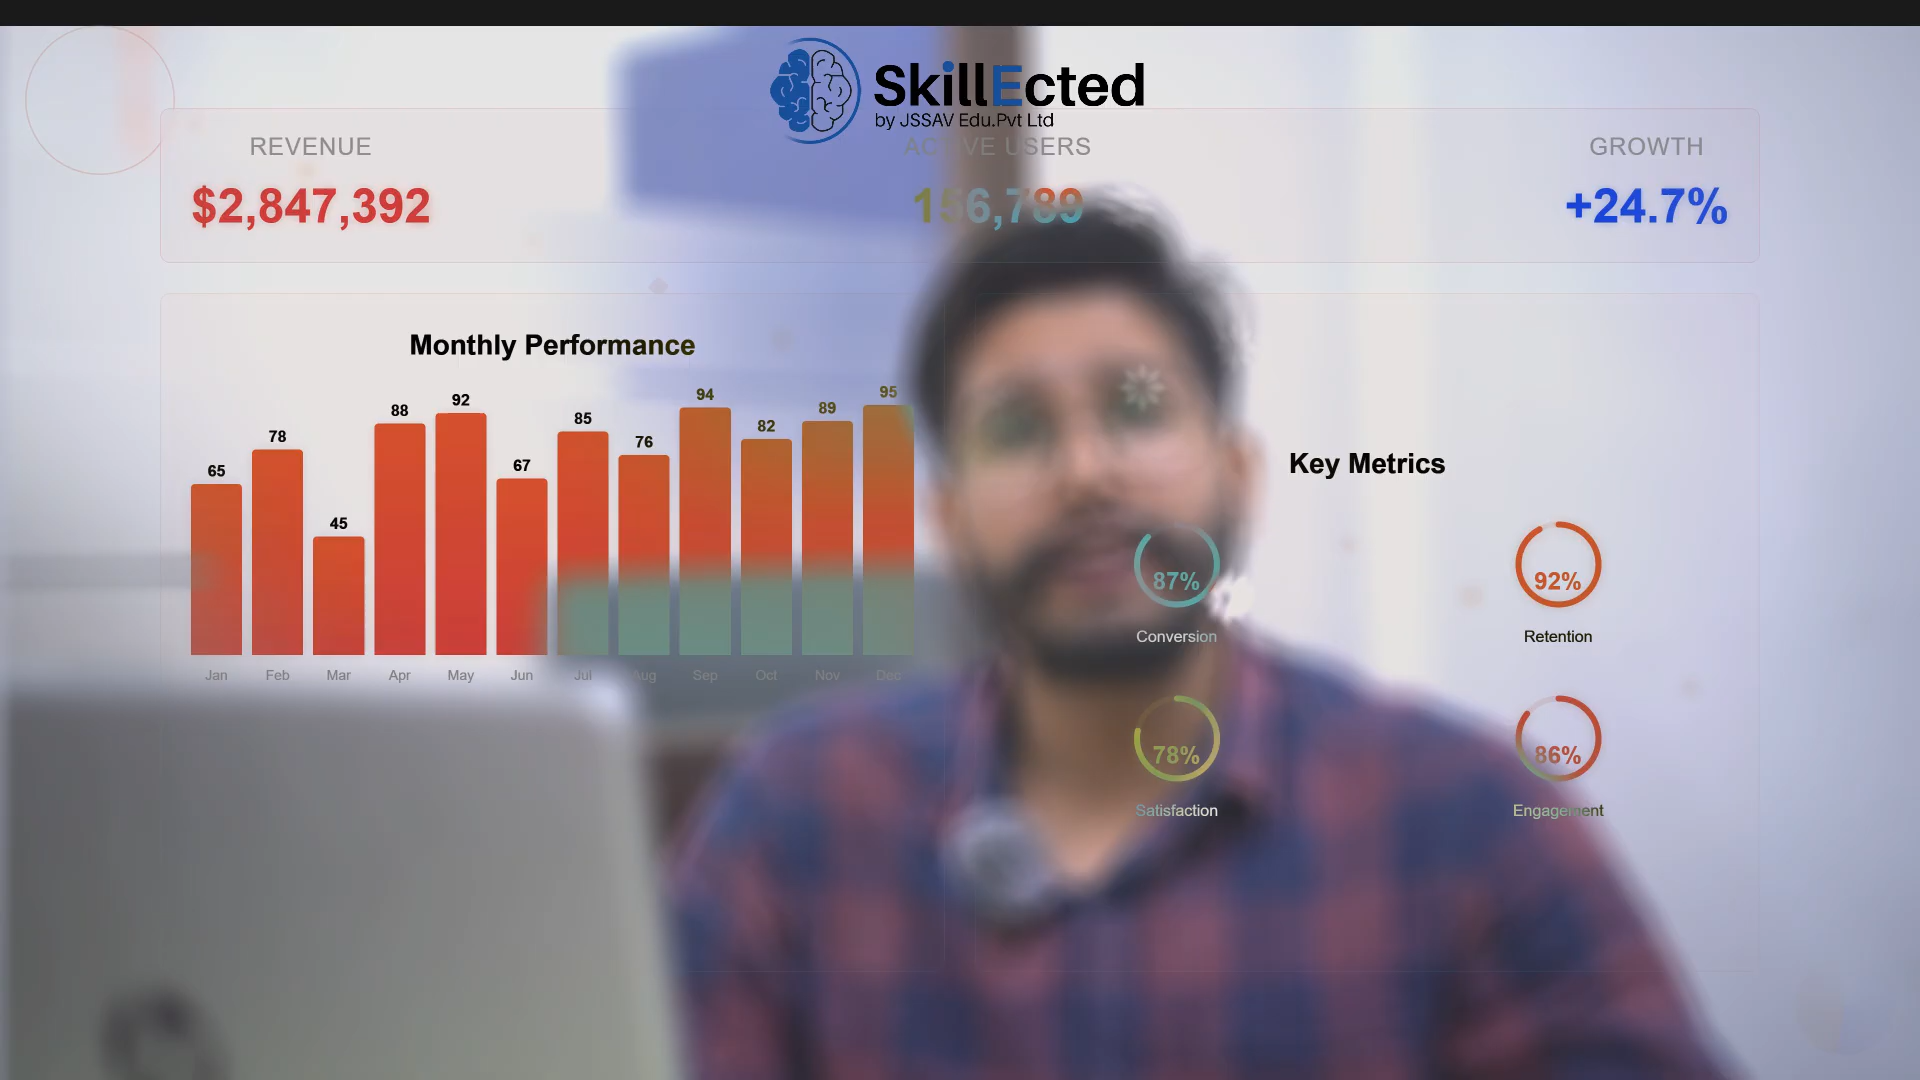 SkillEcted
by JSSAV Edu.Pvt Ltd
REVENUE
ACTIVE USERS
GROWTH
$2,847,392
156,789
+24.7%
Monthly Performance
65 78 45 88 92 67 85 76 94 82 89 95
Jan Feb Mar Apr May Jun Jul Aug Sep Oct Nov Dec
Key Metrics
87%
92%
Conversion
Retention
78%
86%
Satisfaction
Engagement